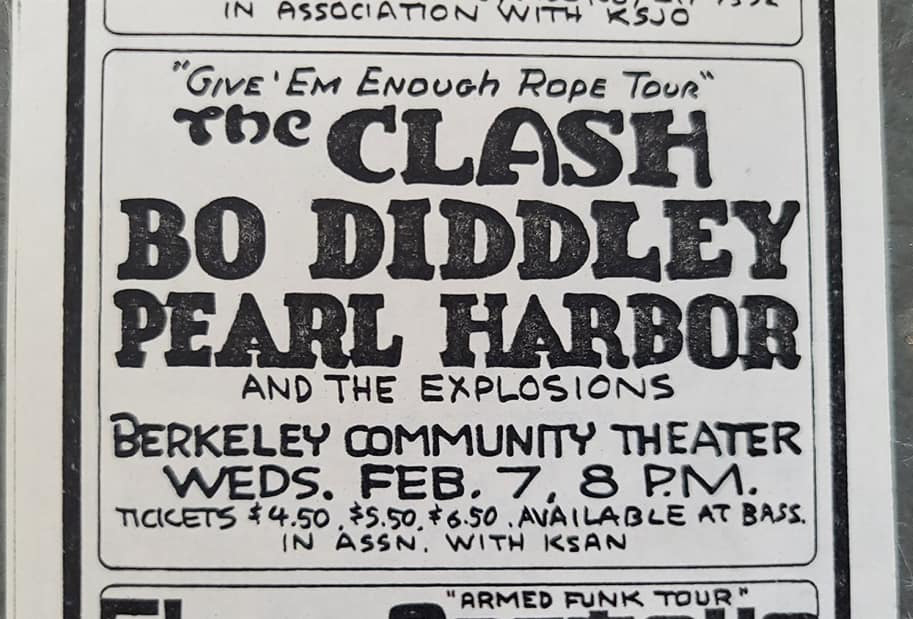 IN ASSOCIATION WITH KSJO
"GIVE 'EM ENOUGH ROPE TOUR"
The CLASH
BO DIDDLEY
PEARL HARBOR
AND THE EXPLOSIONS
BERKELEY COMMUNITY THEATER
WEDS. FEB. 7, 8 P.M.
TICKETS $4.50, $5.50, $6.50. AVAILABLE AT BASS.
IN ASSN. WITH KSAN
"ARMED FUNK TOUR"